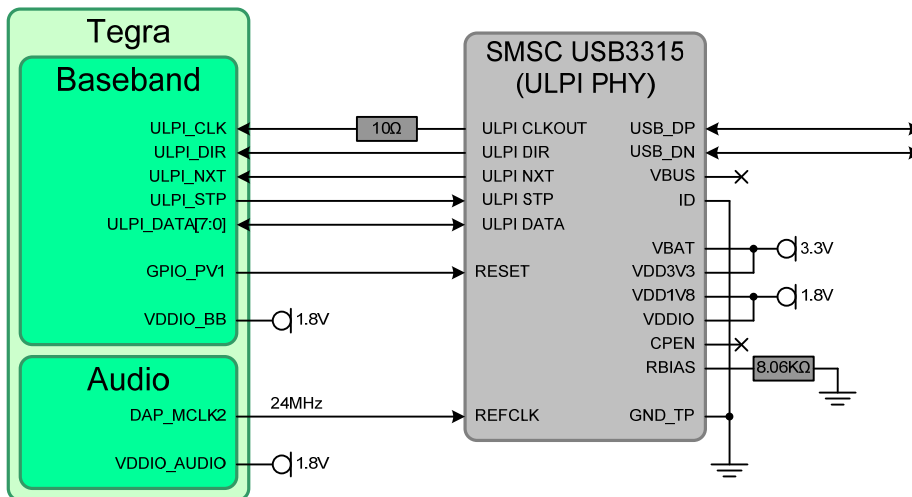 Tegra
Baseband
ULPI_CLK
ULPI_DIR
ULPI_NXT
ULPI_STP
ULPI_DATA[7:0]
GPIO_PV1
VDDIO_BB
1.8V
Audio
DAP_MCLK2
24MHz
VDDIO_AUDIO
1.8V
10Ω
SMSC USB3315
(ULPI PHY)
ULPI CLKOUT
ULPI DIR
ULPI NXT
ULPI STP
ULPI DATA
RESET
REFCLK
USB_DP
USB_DN
VBUS
ID
VBAT
3.3V
VDD3V3
VDD1V8
1.8V
VDDIO
CPEN
RBIAS
8.06KΩ
GND_TP